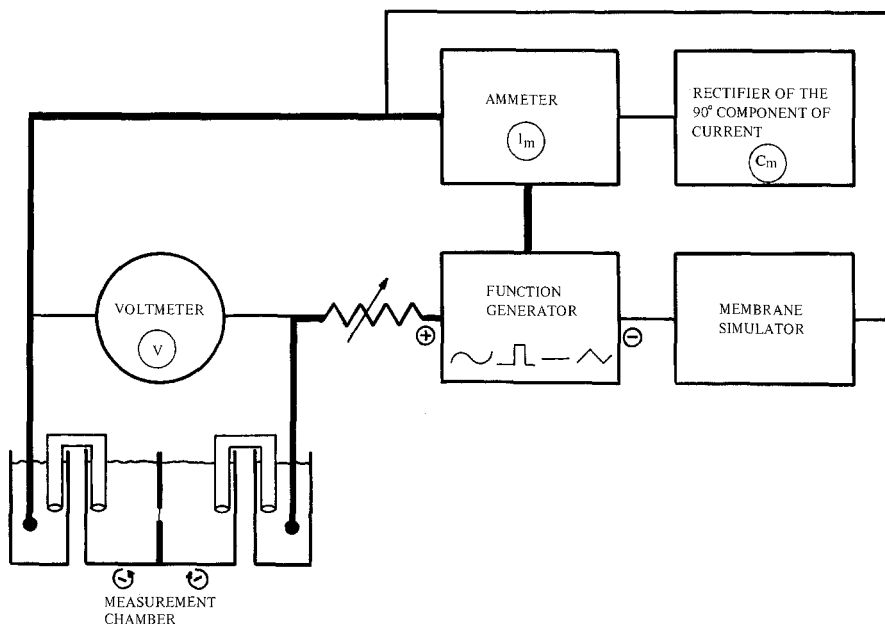 AMMETER
Im
RECTIFIER OF THE
90° COMPONENT OF
CURRENT
Cm
VOLTMETER
V
FUNCTION
GENERATOR
+
−
MEMBRANE
SIMULATOR
MEASUREMENT
CHAMBER